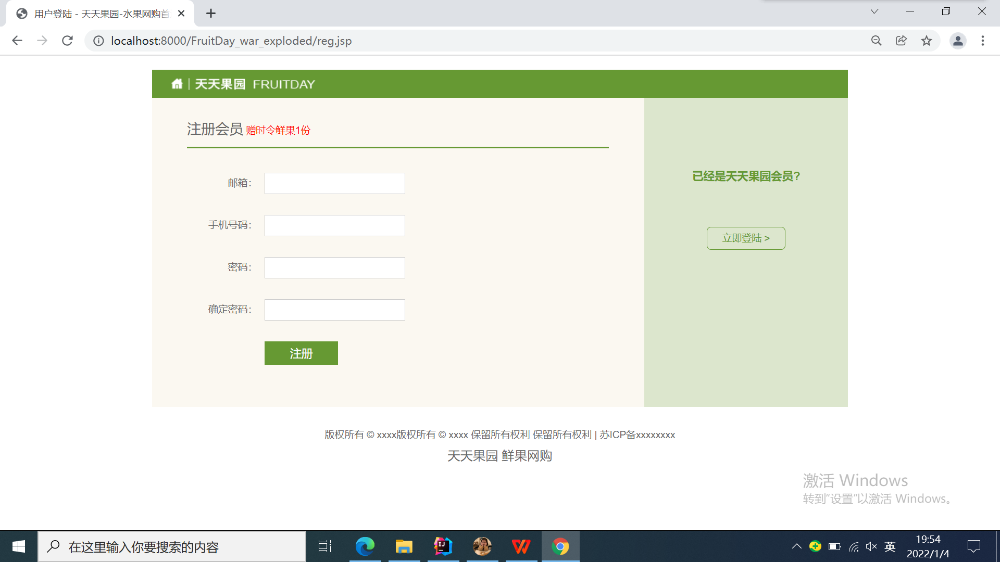 用户登陆 - 天天果园-水果网购首
localhost:8000/FruitDay_war_exploded/reg.jsp
天天果园 FRUITDAY
注册会员 赠时令鲜果1份
邮箱：
手机号码：
密码：
确定密码：
注册
已经是天天果园会员？
立即登陆 >
版权所有 © xxxx版权所有 © xxxx 保留所有权利 保留所有权利 | 苏ICP备xxxxxxxx
天天果园 鲜果网购
激活 Windows
转到“设置”以激活 Windows。
在这里输入你要搜索的内容
IJ
英
19:54
2022/1/4